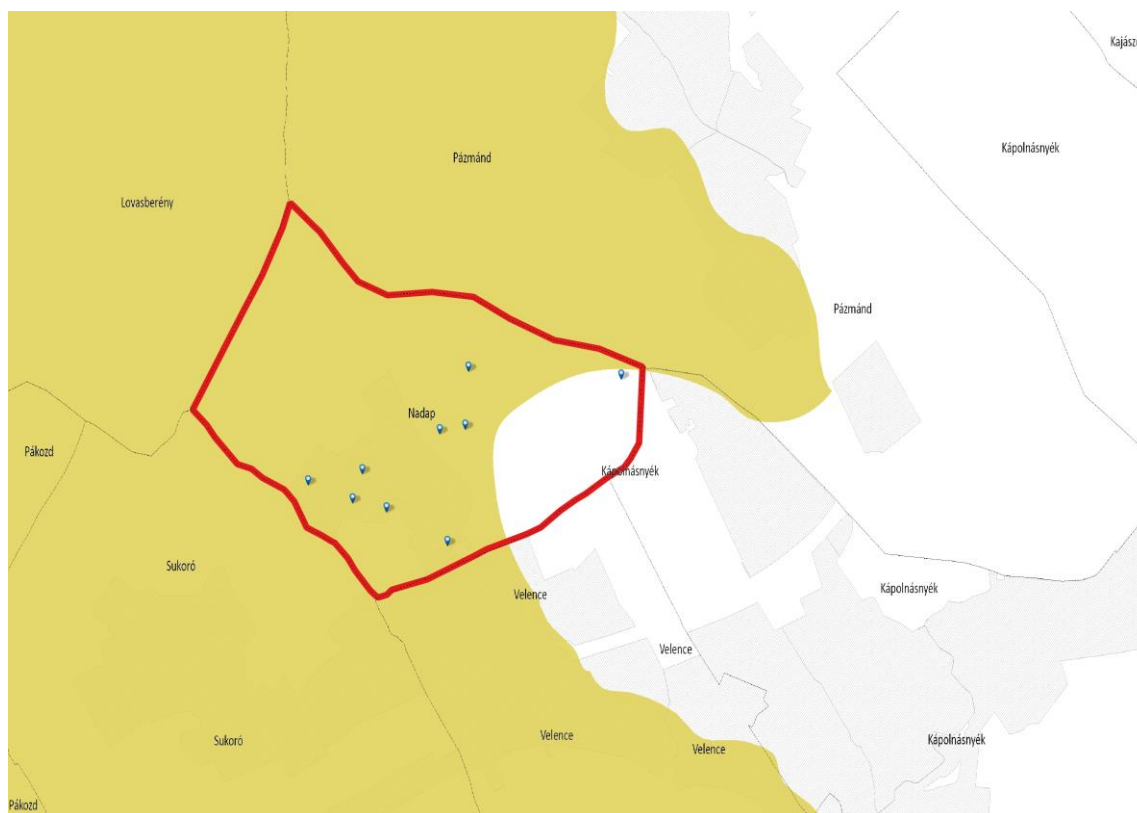 Kajász
Kápolnásnyék
Pázmánd
Lovasberény
Pázmánd
Nadap
Pákozd
Kápolnásnyék
Sukoró
Velence
Kápolnásnyék
Velence
Sukoró
Velence
Velence
Kápolnásnyék
Pákozd